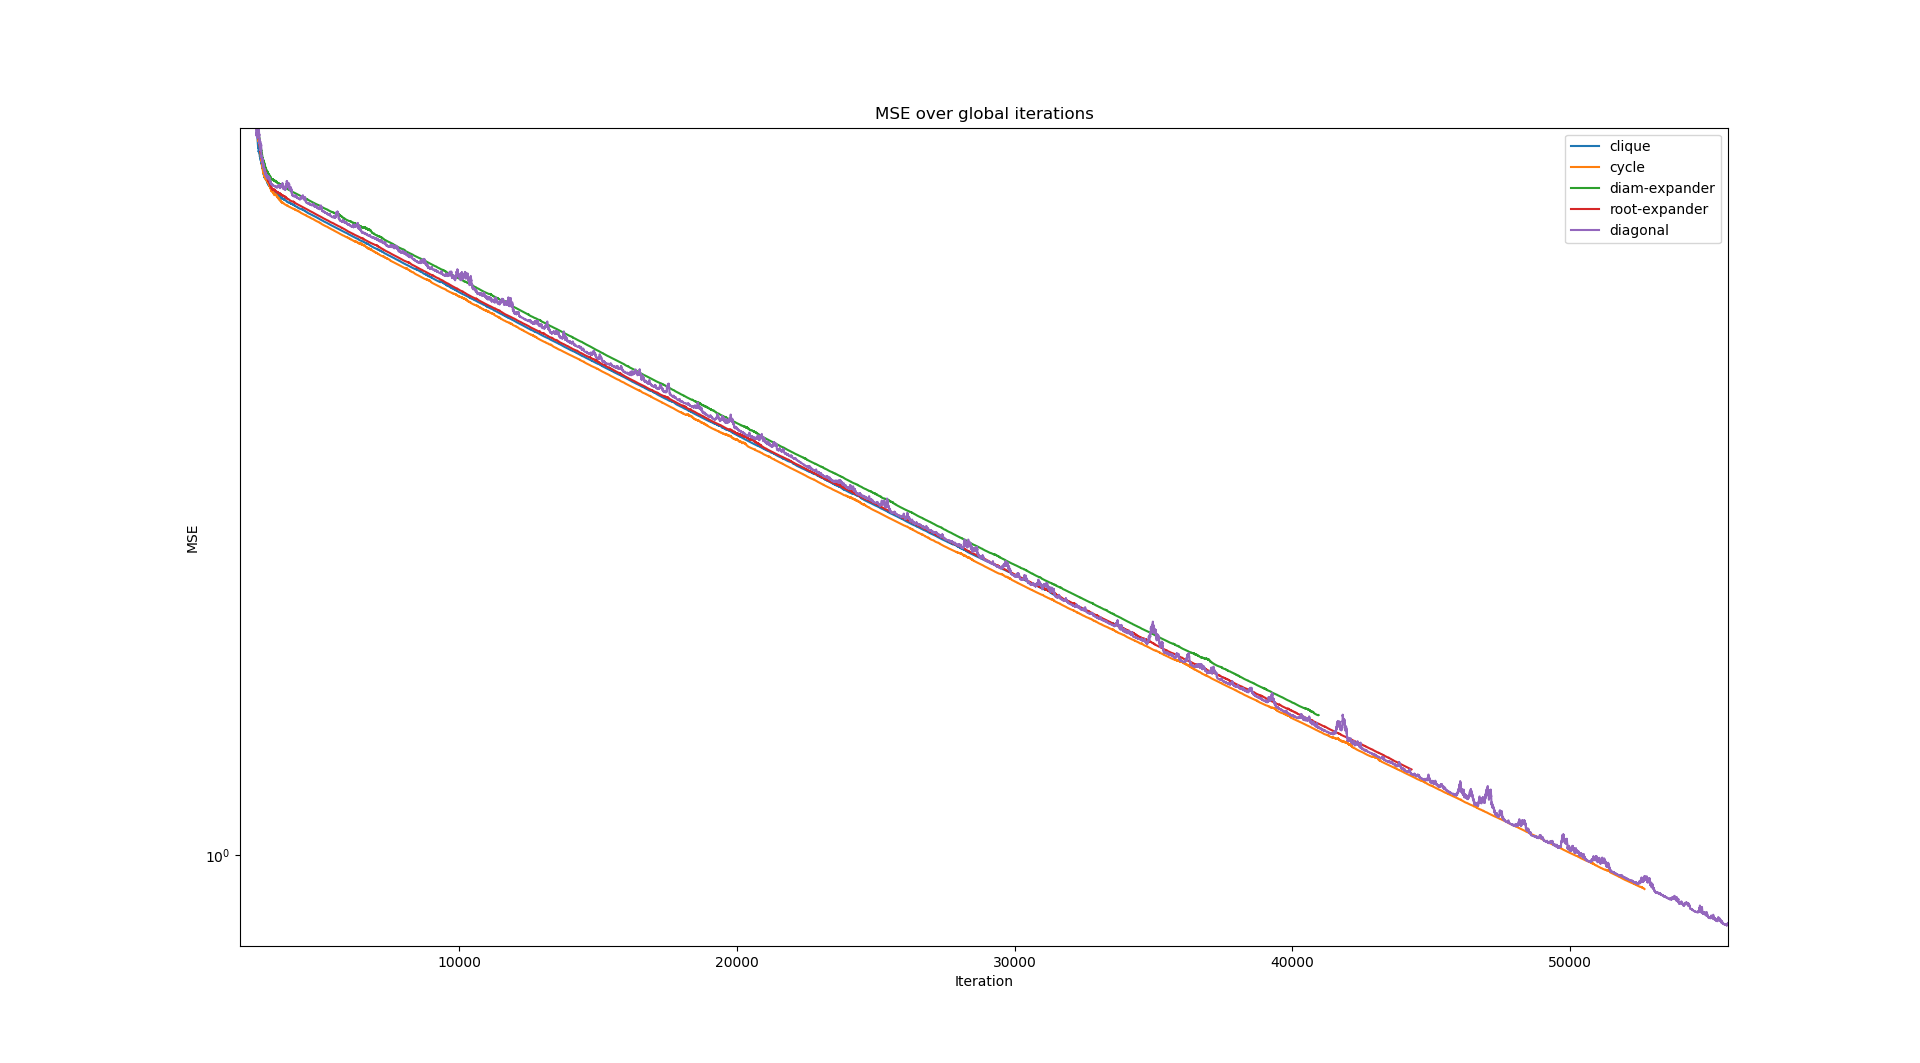 MSE over global iterations
clique
cycle
diam-expander
root-expander
diagonal
MSE
10⁰
10000
20000
30000
40000
50000
Iteration